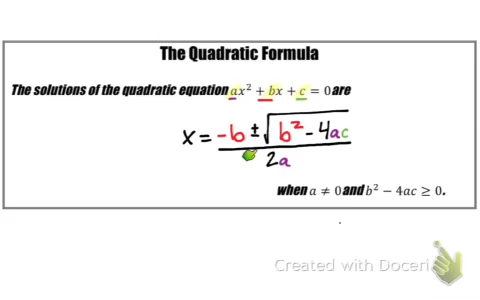 The Quadratic Formula
The solutions of the quadratic equation ax² + bx + c = 0 are
x = -b ± √(b² - 4ac) / 2a
when a ≠ 0 and b² − 4ac ≥ 0.
Created with Doceri